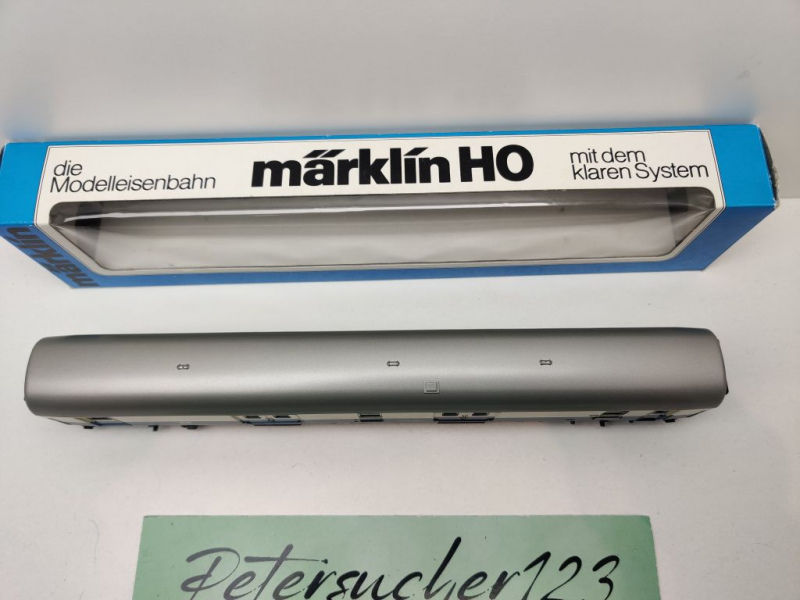 die
Modelleisenbahn
märklin HO
mit dem
klaren System
märklin
Petersucher123